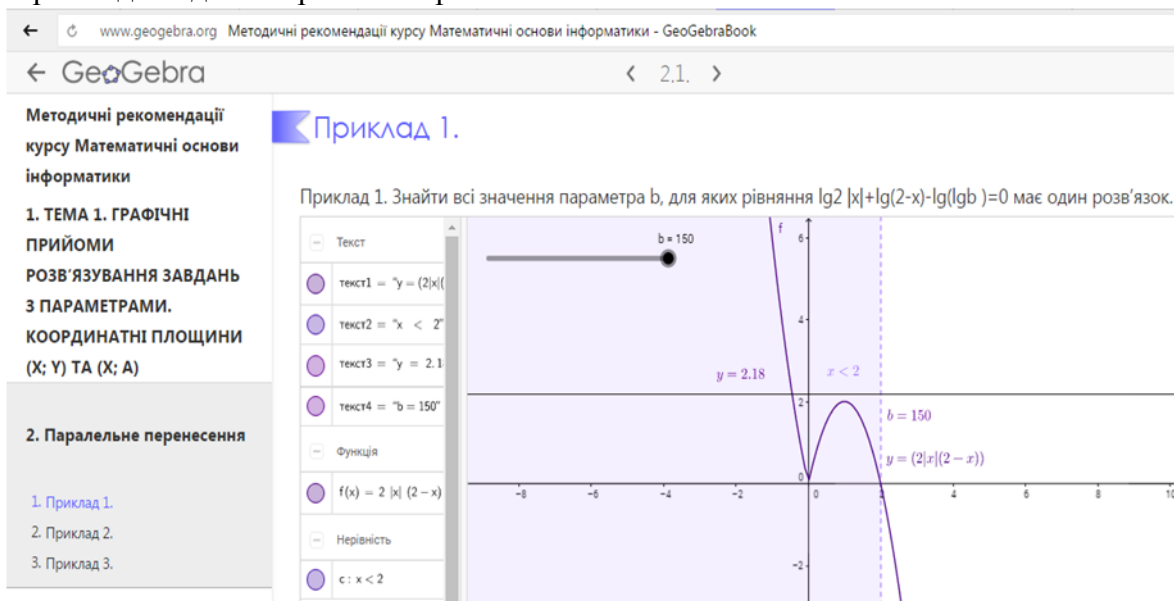 www.geogebra.org Методичні рекомендації курсу Математичні основи інформатики - GeoGebraBook
GeoGebra
2.1.
Методичні рекомендації
курсу Математичні основи
інформатики
1. ТЕМА 1. ГРАФІЧНІ
ПРИЙОМИ
РОЗВ'ЯЗУВАННЯ ЗАВДАНЬ
З ПАРАМЕТРАМИ.
КООРДИНАТНІ ПЛОЩИНИ
(X; Y) ТА (X; A)
2. Паралельне перенесення
1. Приклад 1.
2. Приклад 2.
3. Приклад 3.
Приклад 1.
Приклад 1. Знайти всі значення параметра b, для яких рівняння lg2 |x|+lg(2-x)-lg(lgb )=0 має один розв'язок.
Текст
текст1 = "y = (2|x|(
текст2 = "x < 2"
текст3 = "y = 2.1
текст4 = "b = 150"
Функція
f(x) = 2 |x| (2 − x)
Нерівність
c : x < 2
b = 150
f
6
4
y = 2.18
x < 2
2
b = 150
y = (2|x|(2 − x))
0
-8
-6
-4
-2
0
2
4
6
8
10
-2